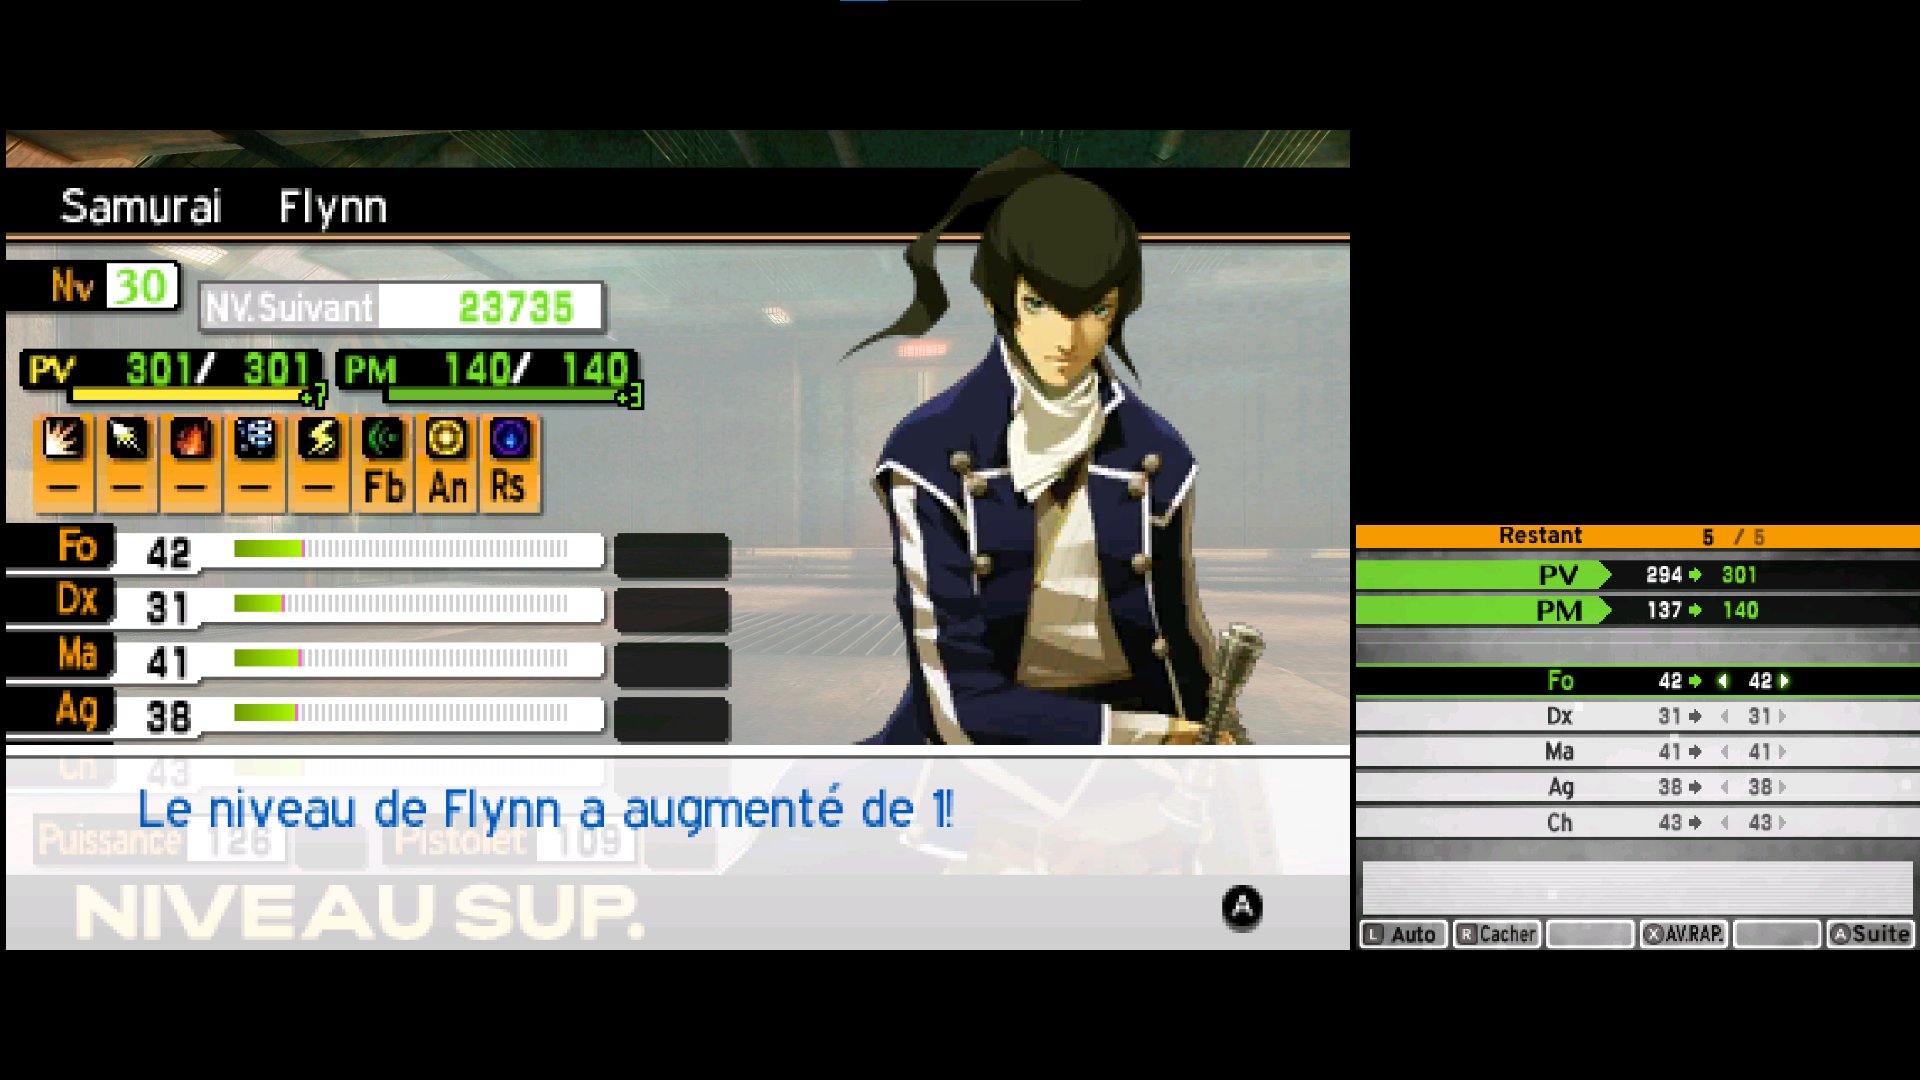 Samurai Flynn
Nv 30
NV.Suivant 23735
PV 301/ 301 +7
PM 140/ 140 +3
— — — — — Fb An Rs
Fo 42
Dx 31
Ma 41
Ag 38
Ch 43
Le niveau de Flynn a augmenté de 1!
Puissance 126 Pistolet 109
NIVEAU SUP.
A
Restant 5 / 5
PV 294 301
PM 137 140
Fo 42 42
Dx 31 31
Ma 41 41
Ag 38 38
Ch 43 43
L Auto R Cacher X AV.RAP. A Suite